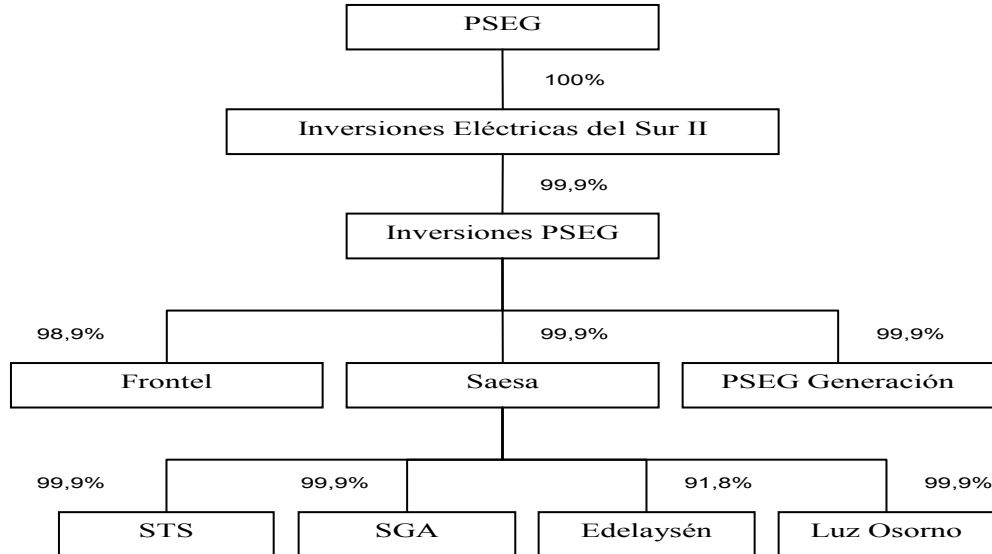 PSEG
100%
Inversiones Eléctricas del Sur II
99,9%
Inversiones PSEG
98,9%
99,9%
99,9%
Frontel
Saesa
PSEG Generación
99,9%
99,9%
91,8%
99,9%
STS
SGA
Edelaysén
Luz Osorno